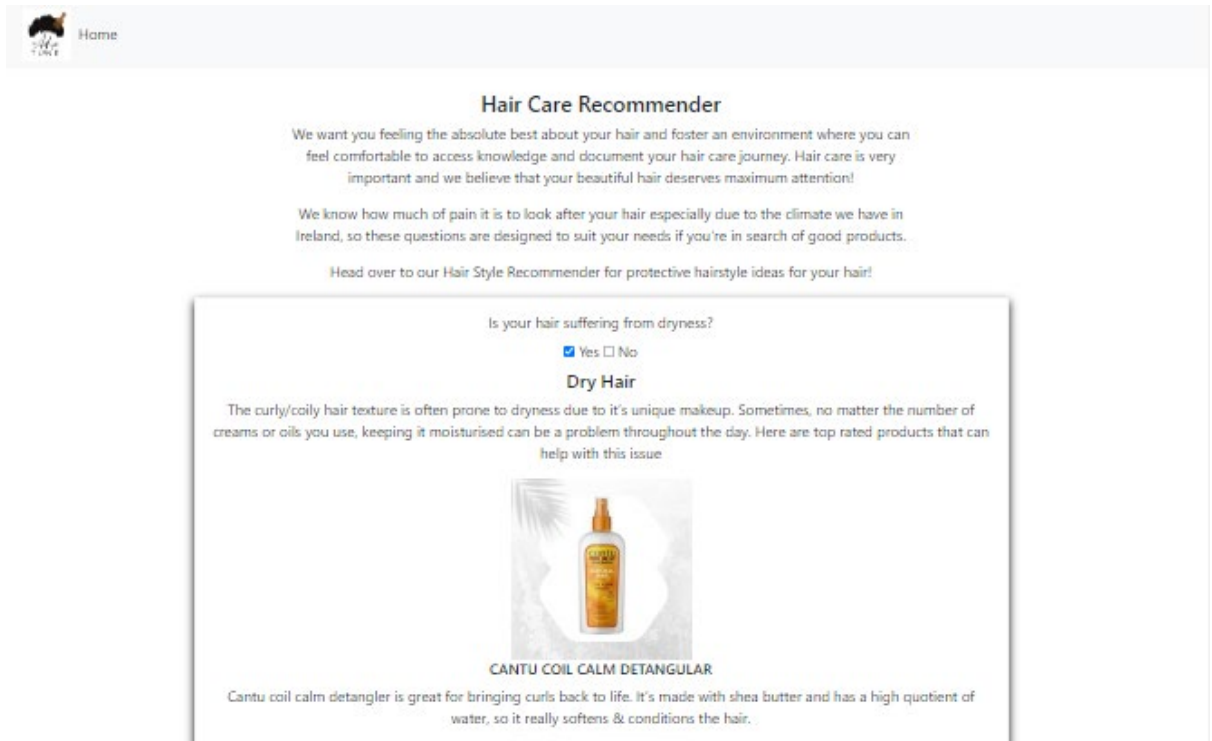 Home
Hair Care Recommender
We want you feeling the absolute best about your hair and foster an environment where you can
feel comfortable to access knowledge and document your hair care journey. Hair care is very
important and we believe that your beautiful hair deserves maximum attention!
We know how much of pain it is to look after your hair especially due to the climate we have in
Ireland, so these questions are designed to suit your needs if you're in search of good products.
Head over to our Hair Style Recommender for protective hairstyle ideas for your hair!
Is your hair suffering from dryness?
Yes No
Dry Hair
The curly/coily hair texture is often prone to dryness due to it's unique makeup. Sometimes, no matter the number of
creams or oils you use, keeping it moisturised can be a problem throughout the day. Here are top rated products that can
help with this issue
CANTU
CANTU COIL CALM DETANGULAR
Cantu coil calm detangler is great for bringing curls back to life. It's made with shea butter and has a high quotient of
water, so it really softens & conditions the hair.